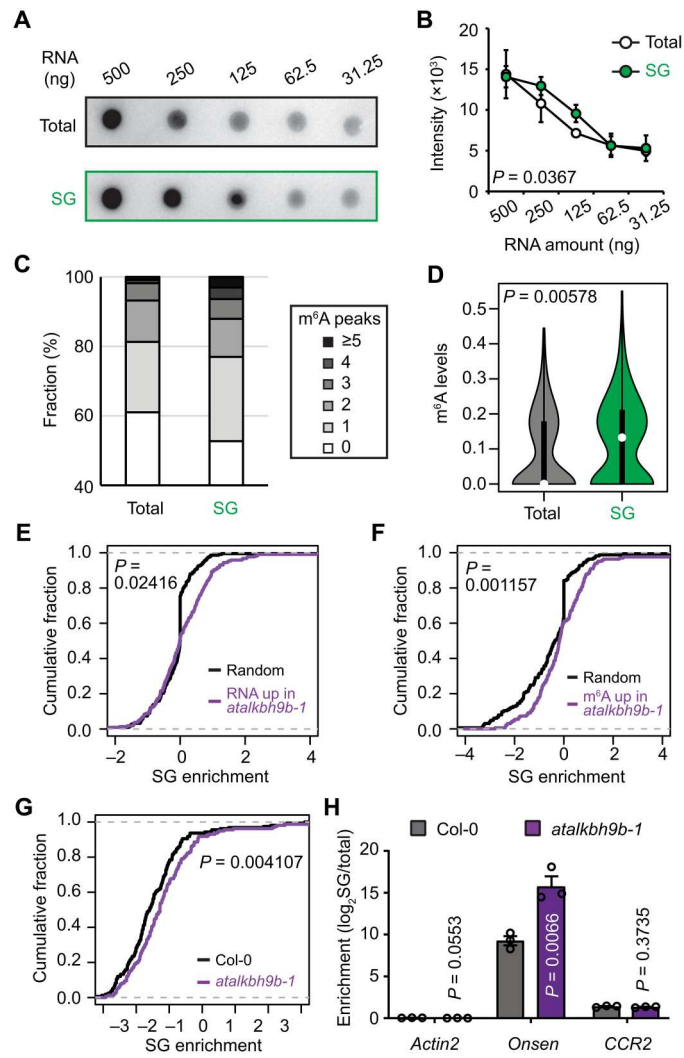 A
RNA
(ng)
500 250 125 62.5 31.25
Total
SG
B
Total
SG
Intensity (×10³)
20
15
10
5
0
P = 0.0367
500 250 125 62.5 31.25
RNA amount (ng)
C
Fraction (%)
100
80
60
40
Total SG
m⁶A peaks
≥5
4
3
2
1
0
D
P = 0.00578
m⁶A levels
0.5
0.4
0.3
0.2
0.1
0.0
Total SG
E
P =
0.02416
Cumulative fraction
1.0
0.8
0.6
0.4
0.2
0.0
Random
RNA up in
atalkbh9b-1
−2 0 2 4
SG enrichment
F
P =
0.001157
Cumulative fraction
1.0
0.8
0.6
0.4
0.2
0.0
Random
m⁶A up in
atalkbh9b-1
−4 −2 0 2 4
SG enrichment
G
P = 0.004107
Cumulative fraction
1.0
0.8
0.6
0.4
0.2
0.0
Col-0
atalkbh9b-1
−3 −2 −1 0 1 2 3
SG enrichment
H
Col-0 atalkbh9b-1
Enrichment (log₂SG/total)
20
15
10
5
0
P = 0.0553
P = 0.0066
P = 0.3735
Actin2 Onsen CCR2